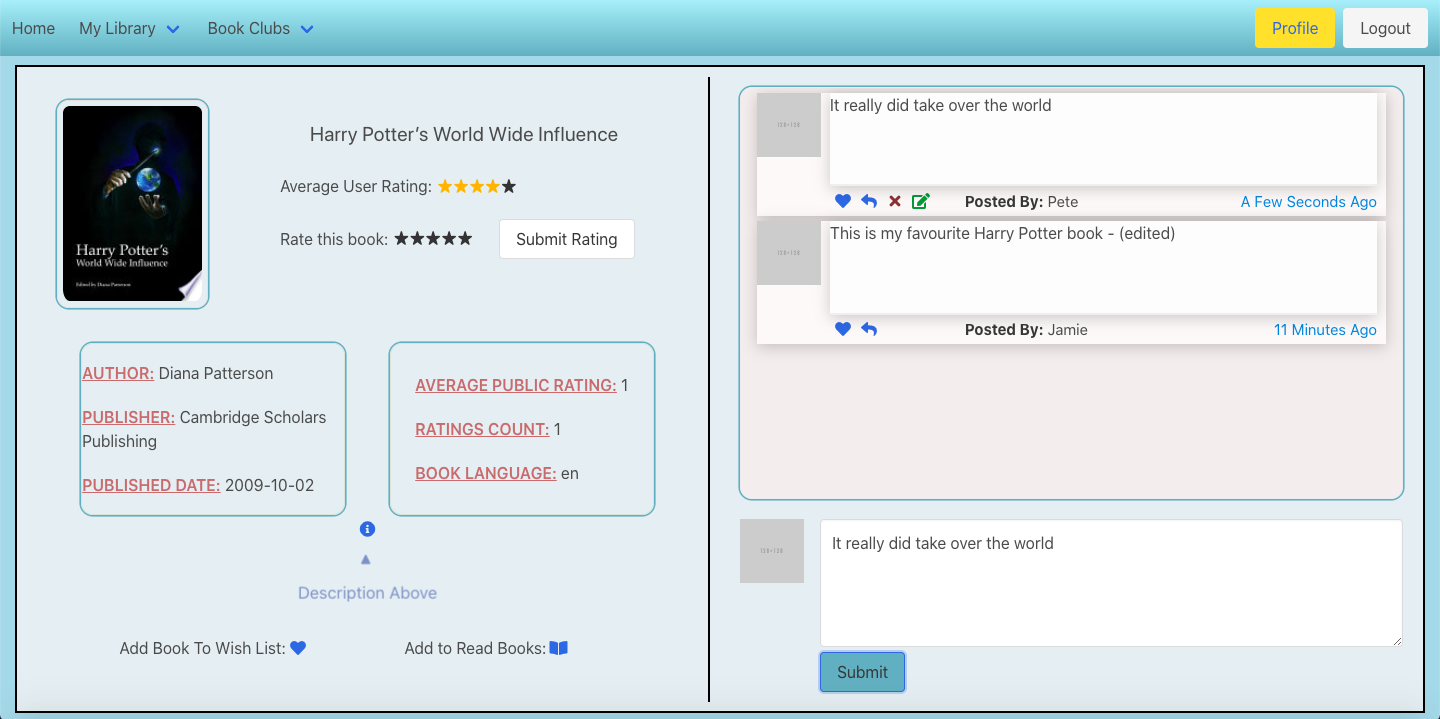 Home My Library Book Clubs Profile Logout
Harry Potter's World Wide Influence
Average User Rating:
Rate this book: Submit Rating
Harry Potter's
World Wide Influence
Edited by Diana Patterson
AUTHOR: Diana Patterson
PUBLISHER: Cambridge Scholars
Publishing
PUBLISHED DATE: 2009-10-02
AVERAGE PUBLIC RATING: 1
RATINGS COUNT: 1
BOOK LANGUAGE: en
Description Above
Add Book To Wish List: Add to Read Books:
128×128
It really did take over the world
Posted By: Pete A Few Seconds Ago
128×128
This is my favourite Harry Potter book - (edited)
Posted By: Jamie 11 Minutes Ago
128×128
It really did take over the world
Submit